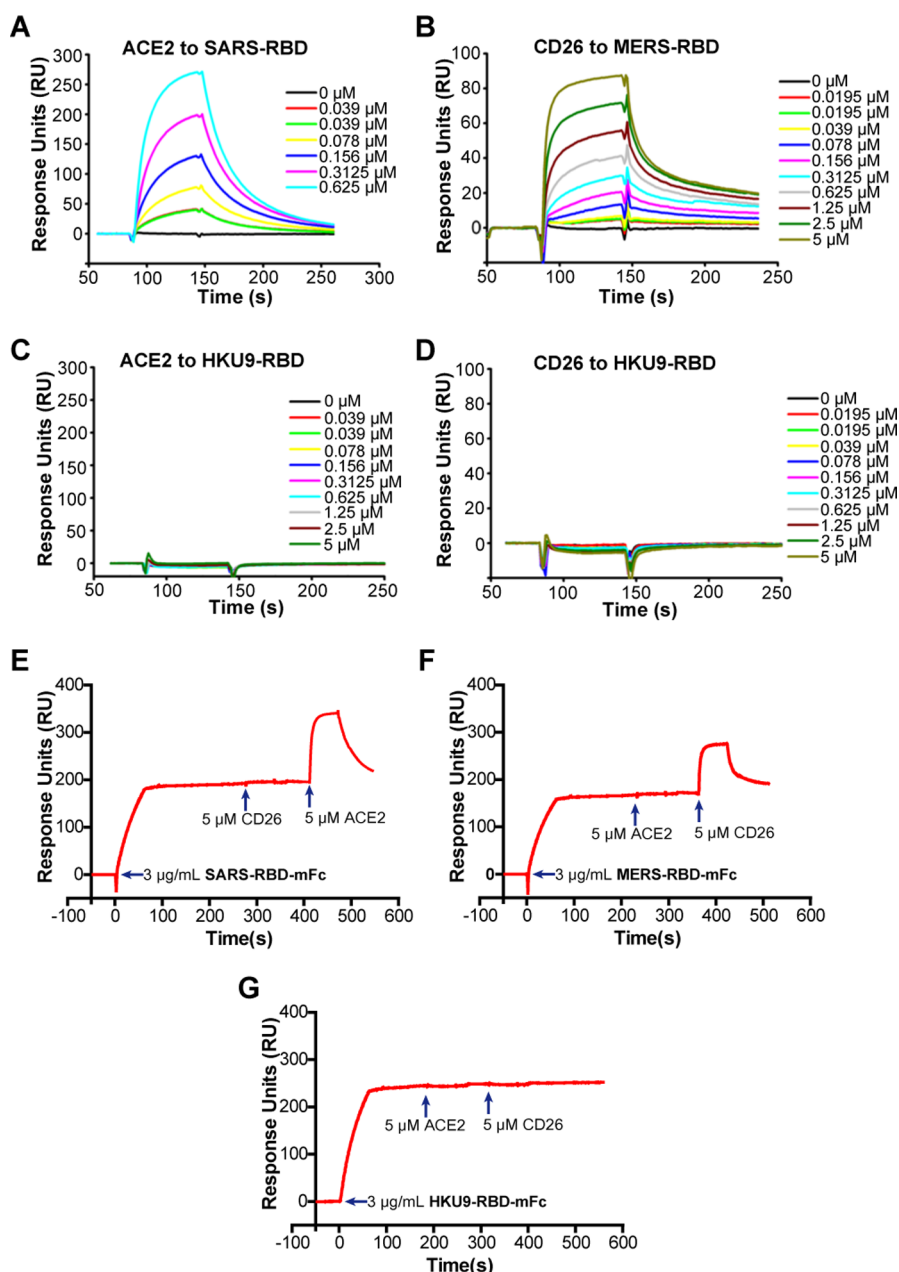 A
ACE2 to SARS-RBD
Response Units (RU)
300
250
200
150
100
50
0
50 100 150 200 250 300
Time (s)
0 µM
0.039 µM
0.039 µM
0.078 µM
0.156 µM
0.3125 µM
0.625 µM
B
CD26 to MERS-RBD
Response Units (RU)
100
80
60
40
20
0
50 100 150 200 250
Time (s)
0 µM
0.0195 µM
0.0195 µM
0.039 µM
0.078 µM
0.156 µM
0.3125 µM
0.625 µM
1.25 µM
2.5 µM
5 µM
C
ACE2 to HKU9-RBD
Response Units (RU)
300
250
200
150
100
50
0
50 100 150 200 250
Time (s)
0 µM
0.039 µM
0.039 µM
0.078 µM
0.156 µM
0.3125 µM
0.625 µM
1.25 µM
2.5 µM
5 µM
D
CD26 to HKU9-RBD
Response Units (RU)
100
80
60
40
20
0
50 100 150 200 250
Time (s)
0 µM
0.0195 µM
0.0195 µM
0.039 µM
0.078 µM
0.156 µM
0.3125 µM
0.625 µM
1.25 µM
2.5 µM
5 µM
E
Response Units (RU)
400
300
200
100
0
5 µM CD26
5 µM ACE2
3 µg/mL SARS-RBD-mFc
-100 0 100 200 300 400 500 600
Time(s)
F
Response Units (RU)
400
300
200
100
0
5 µM ACE2
5 µM CD26
3 µg/mL MERS-RBD-mFc
-100 0 100 200 300 400 500 600
Time(s)
G
Response Units (RU)
400
300
200
100
0
5 µM ACE2
5 µM CD26
3 µg/mL HKU9-RBD-mFc
-100 0 100 200 300 400 500 600
Time(s)